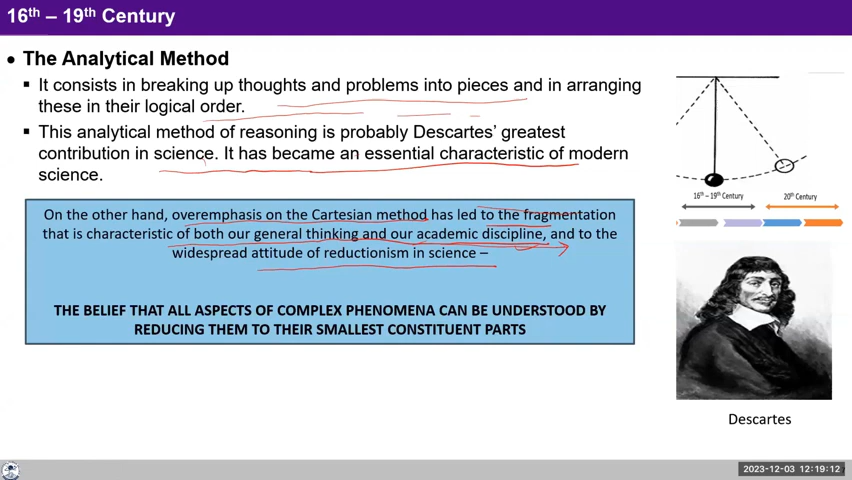 16th – 19th Century
• The Analytical Method
▪ It consists in breaking up thoughts and problems into pieces and in arranging
these in their logical order.
▪ This analytical method of reasoning is probably Descartes' greatest
contribution in science. It has became an essential characteristic of modern
science.
On the other hand, overemphasis on the Cartesian method has led to the fragmentation
that is characteristic of both our general thinking and our academic discipline, and to the
widespread attitude of reductionism in science –
THE BELIEF THAT ALL ASPECTS OF COMPLEX PHENOMENA CAN BE UNDERSTOOD BY
REDUCING THEM TO THEIR SMALLEST CONSTITUENT PARTS
16th – 19th Century
20th Century
Descartes
2023-12-03 12:19:12